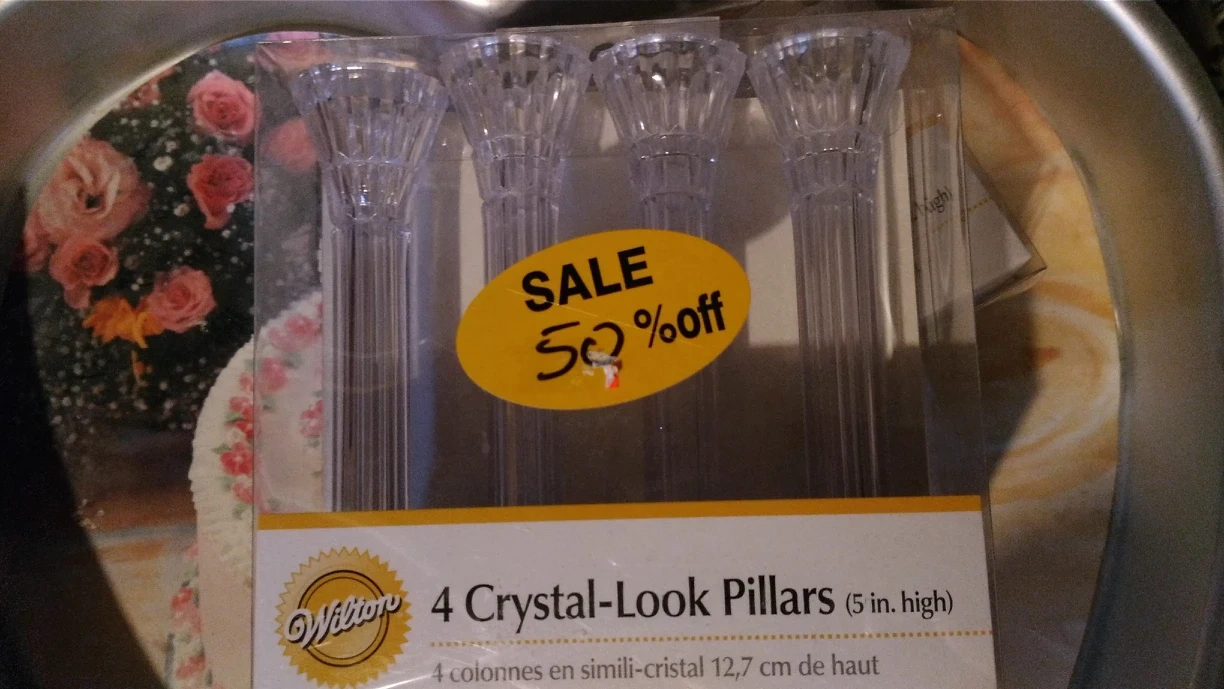 SALE
50 %off
high)
Wilton
4 Crystal-Look Pillars (5 in. high)
4 colonnes en simili-cristal 12,7 cm de haut